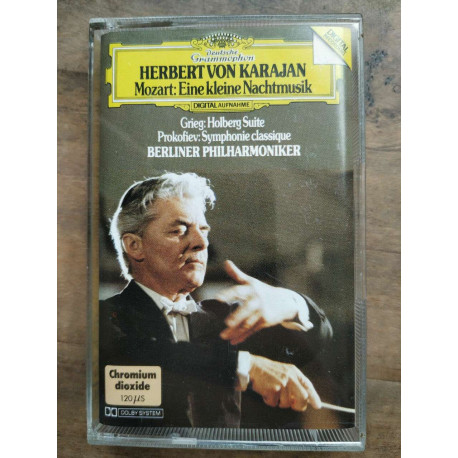 Deutsche
Grammophon
HERBERT VON KARAJAN
Mozart: Eine kleine Nachtmusik
DIGITAL AUFNAHME
DIGITAL
Grieg: Holberg Suite
Prokofiev: Symphonie classique
BERLINER PHILHARMONIKER
Chromium
dioxide
120 µS
DOLBY SYSTEM